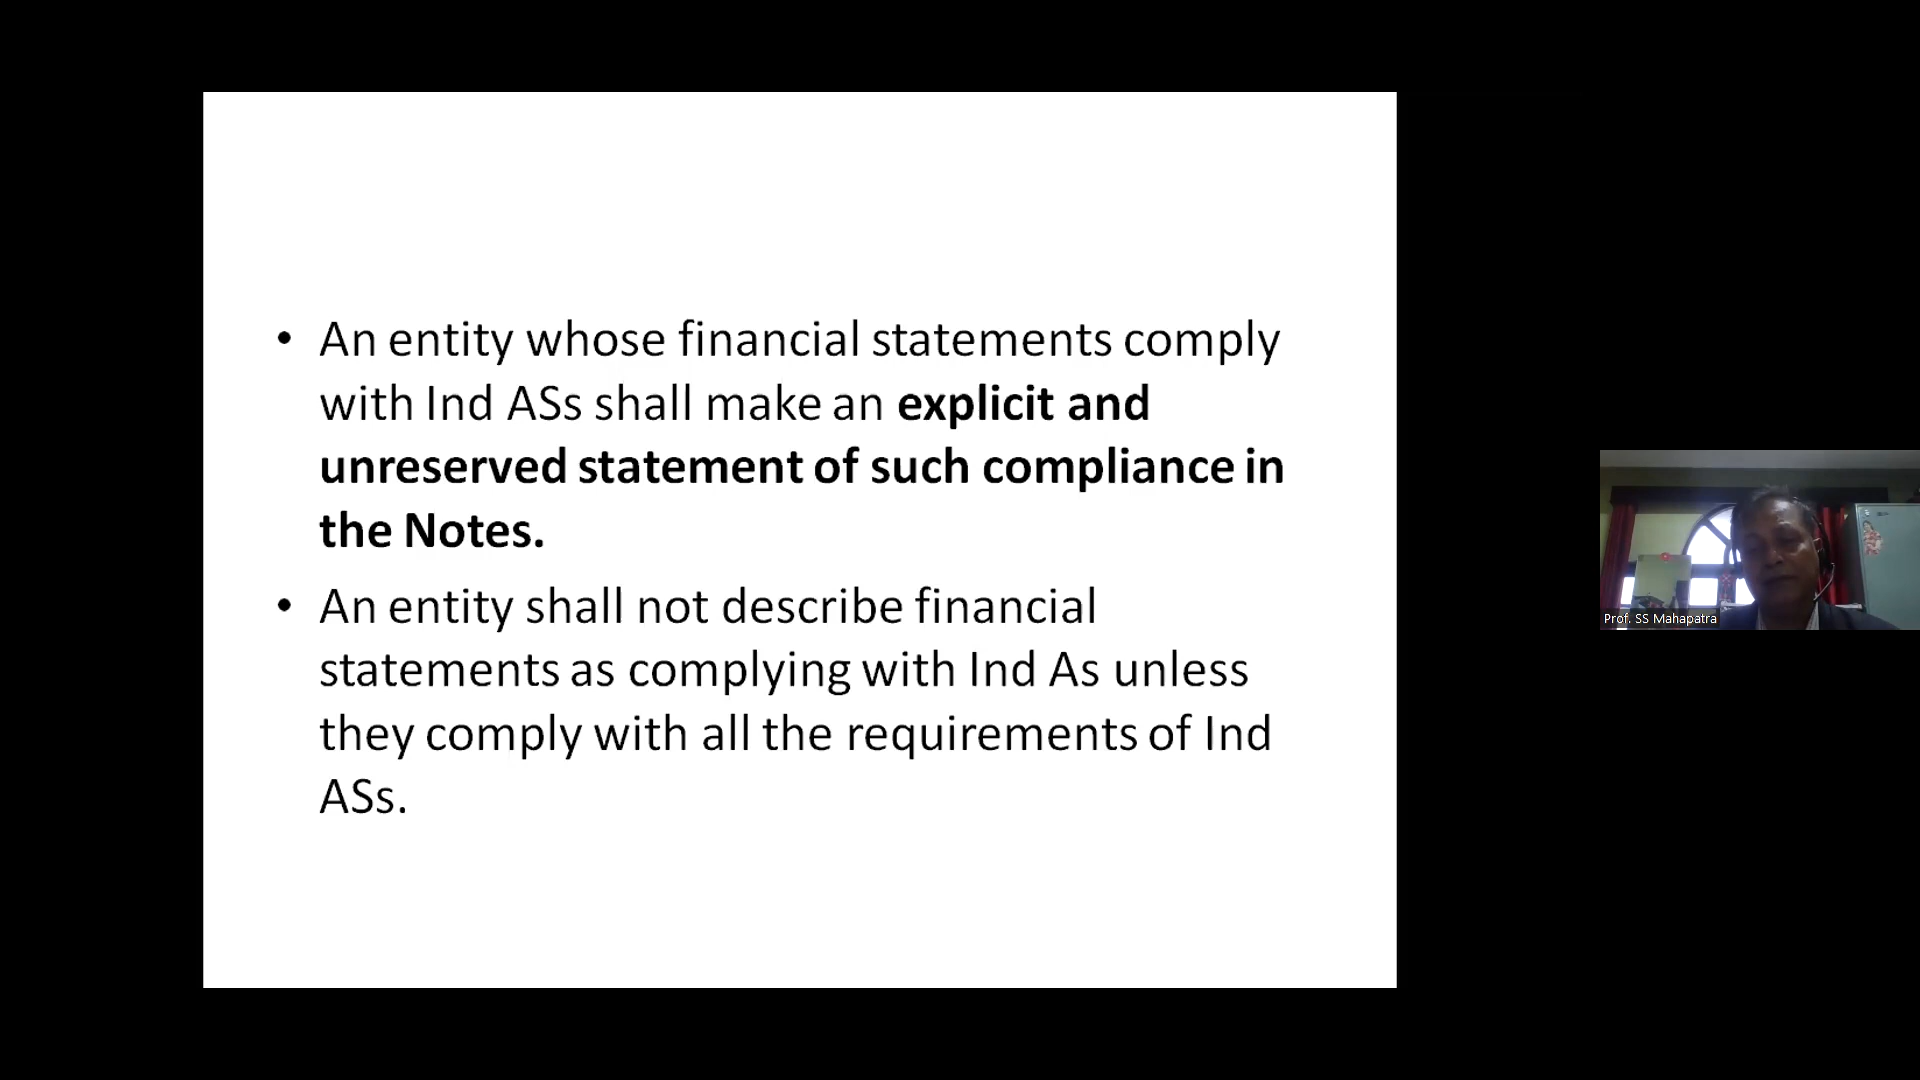 • An entity whose financial statements comply
with Ind ASs shall make an explicit and
unreserved statement of such compliance in
the Notes.
• An entity shall not describe financial
statements as complying with Ind As unless
they comply with all the requirements of Ind
ASs.
Prof. SS Mahapatra